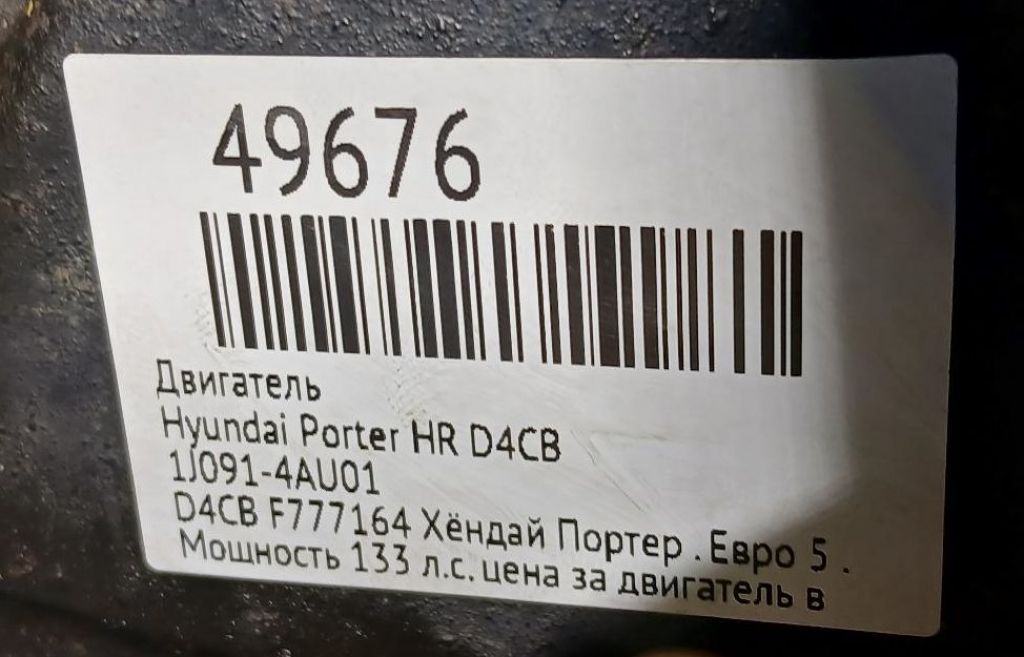 49676
Двигатель
Hyundai Porter HR D4CB
1J091-4AU01
D4CB F777164 Хёндай Портер . Евро 5 .
Мощность 133 л.с. цена за двигатель в